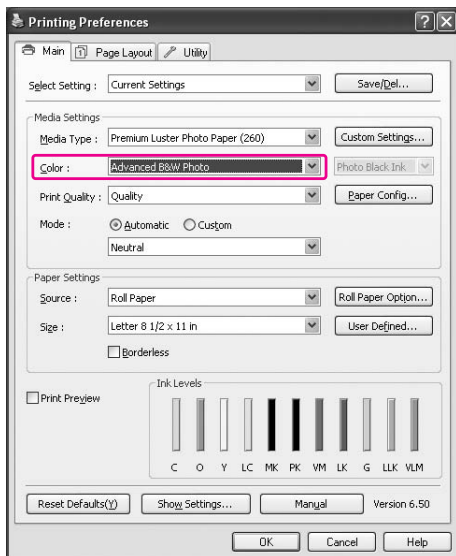 Printing Preferences
Main Page Layout Utility
Select Setting : Current Settings Save/Del...
Media Settings
Media Type : Premium Luster Photo Paper (260) Custom Settings...
Color : Advanced B&W Photo Photo Black Ink
Print Quality : Quality Paper Config...
Mode : Automatic Custom
Neutral
Paper Settings
Source : Roll Paper Roll Paper Option...
Size : Letter 8 1/2 x 11 in User Defined...
Borderless
Print Preview Ink Levels
C O Y LC MK PK VM LK G LLK VLM
Reset Defaults(Y) Show Settings... Manual Version 6.50
OK Cancel Help